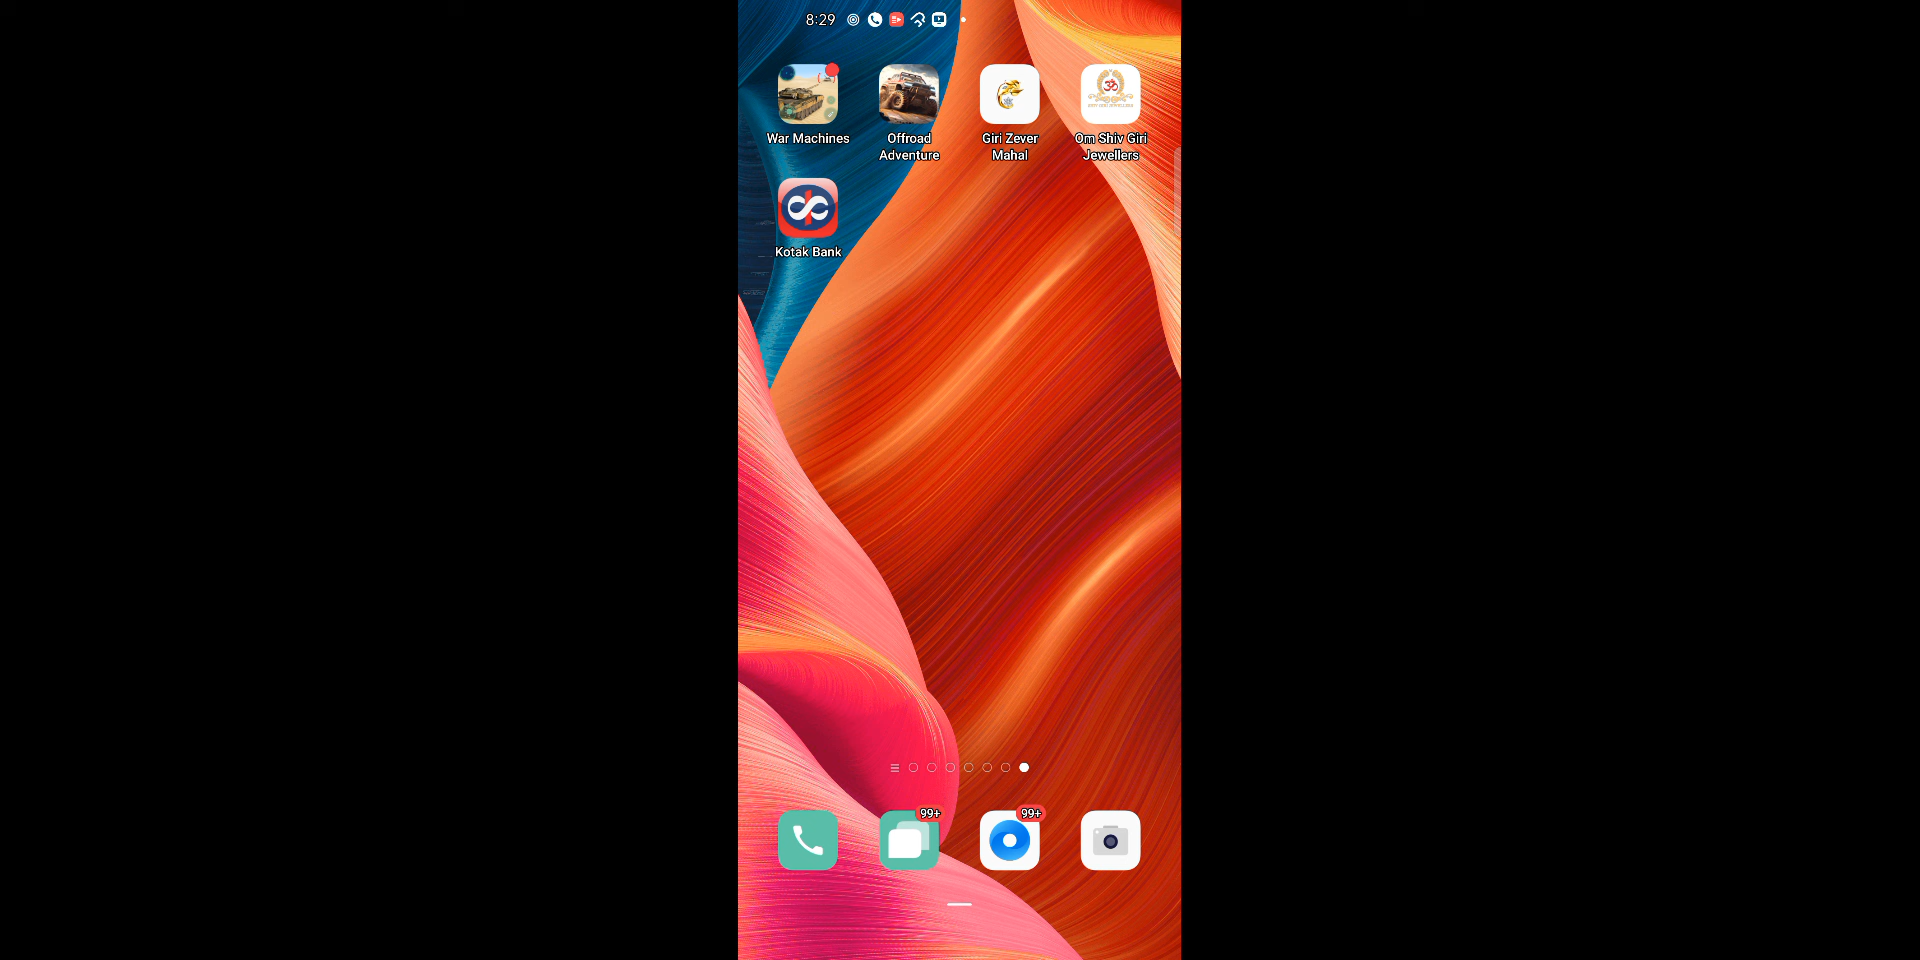 8:29
War Machines
Offroad
Adventure
Giri Zever
Mahal
Om Shiv Giri
Jewellers
Kotak Bank
99+
99+